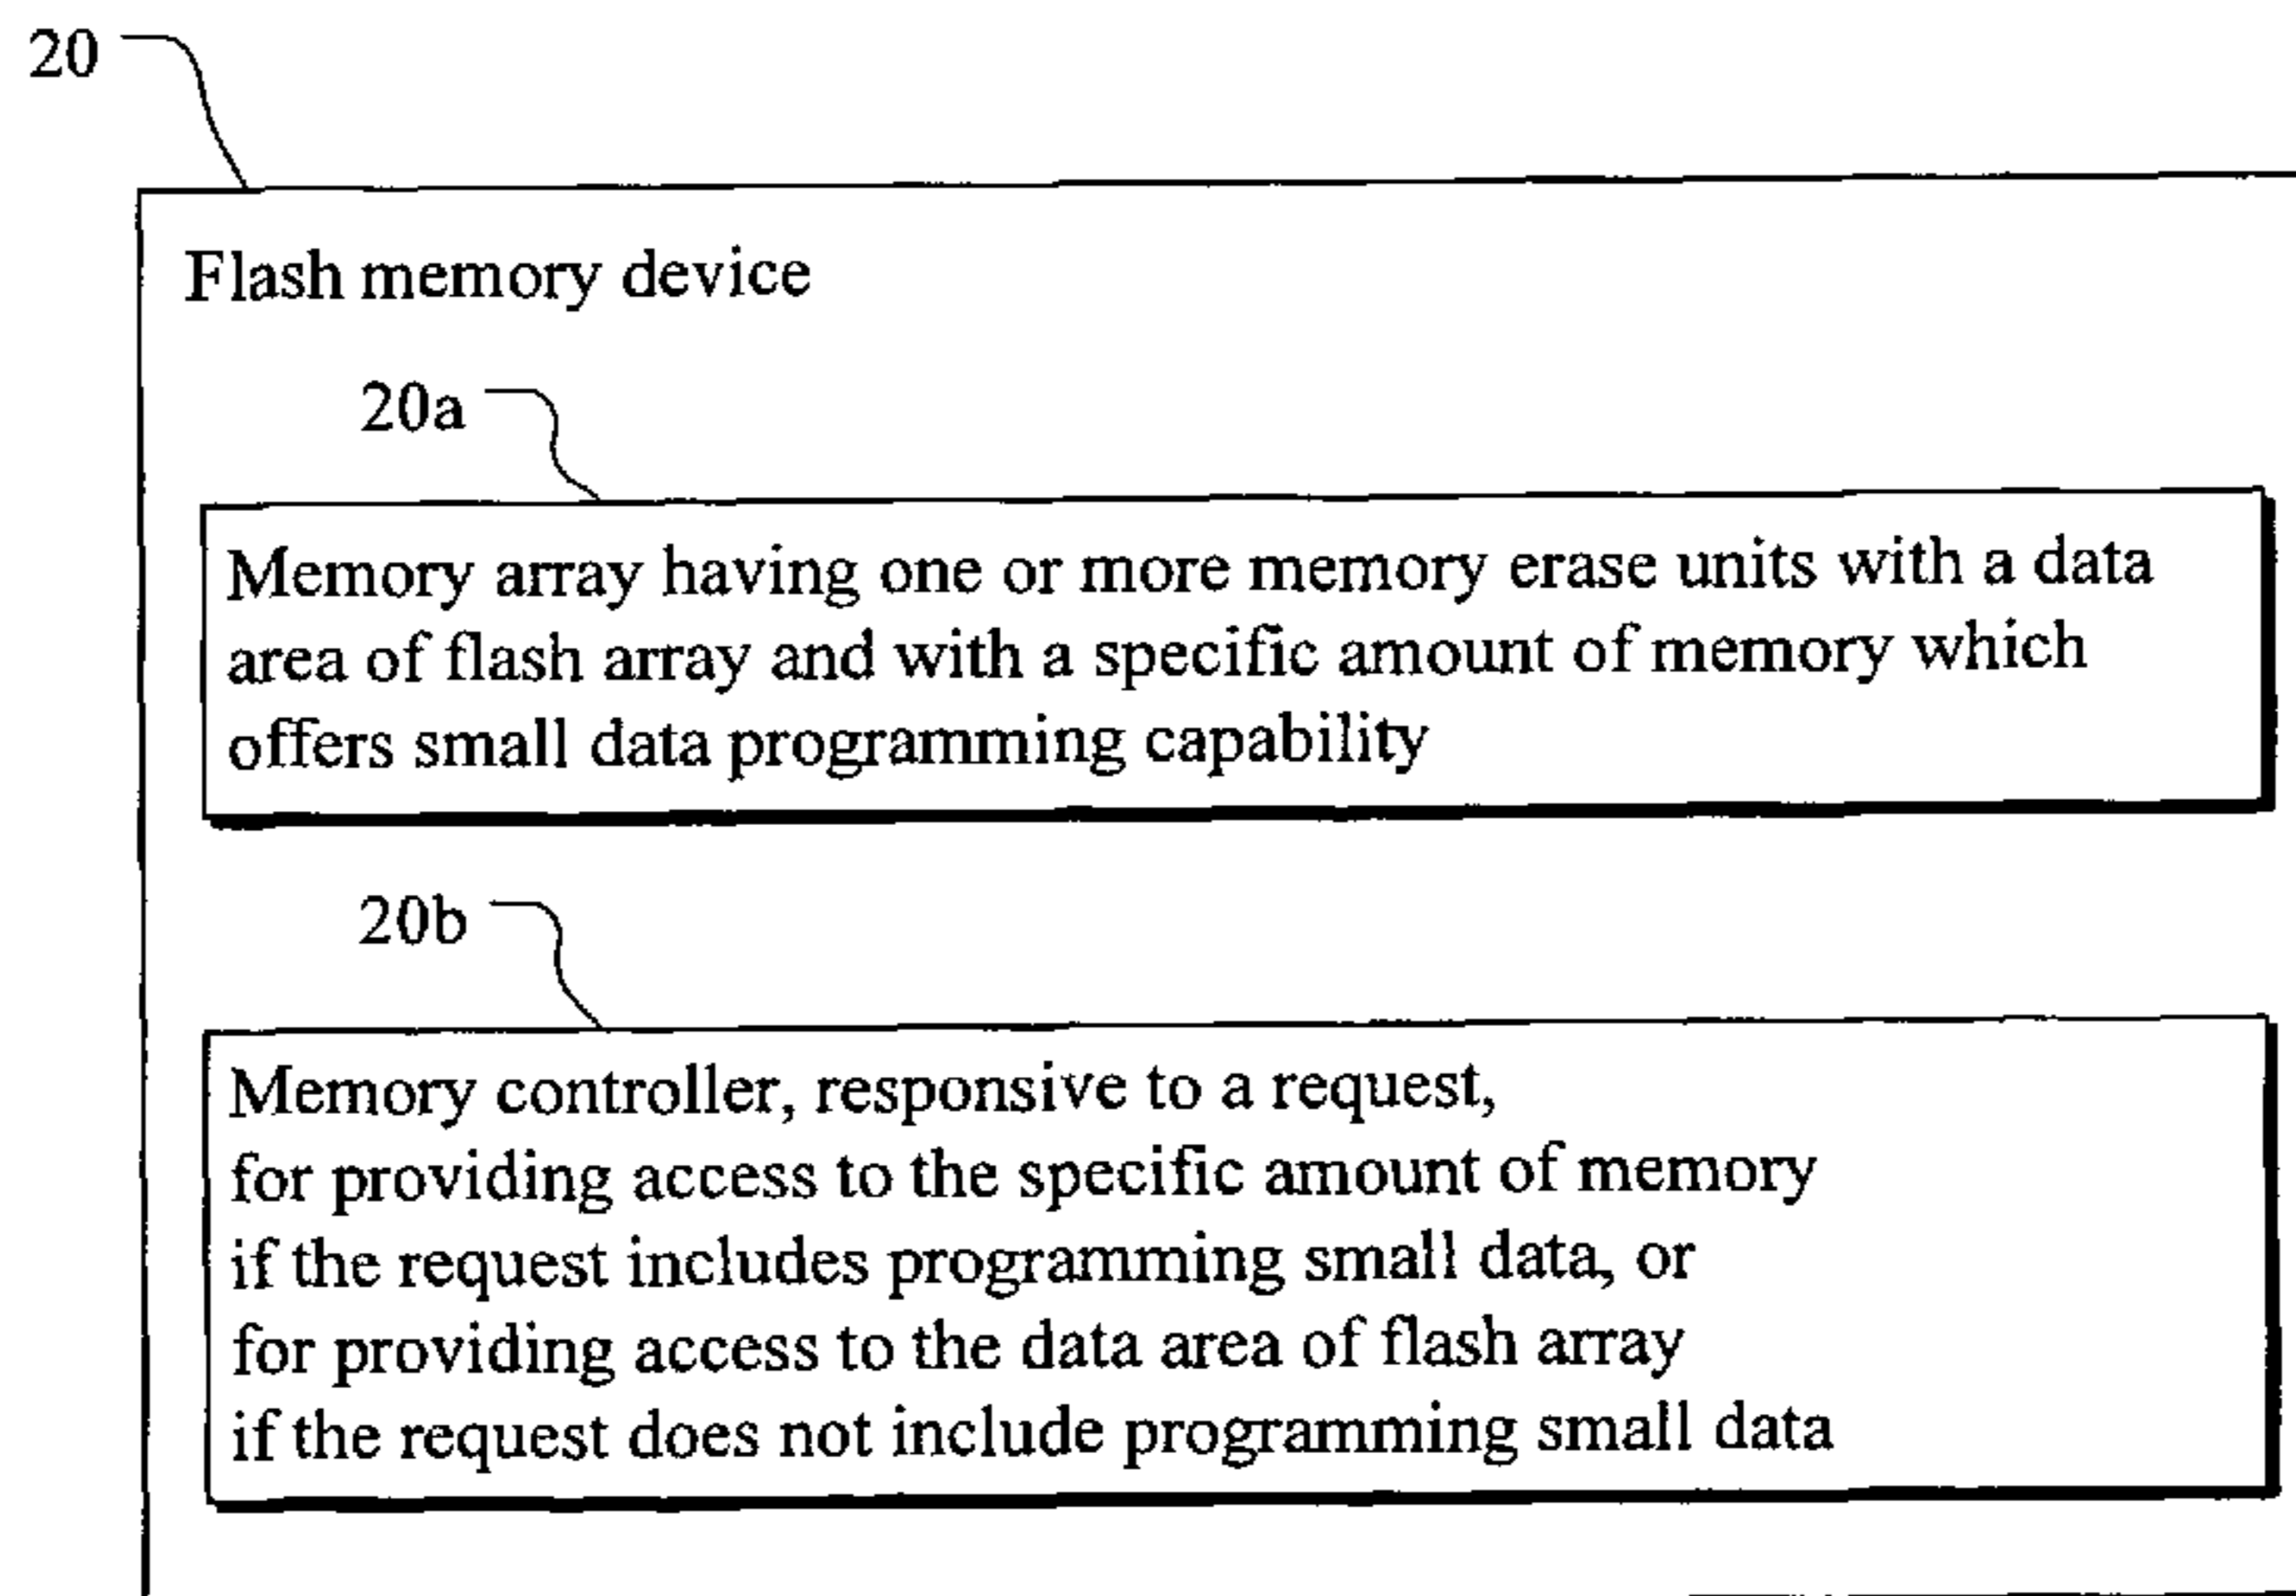 20
Flash memory device
20a
Memory array having one or more memory erase units with a data
area of flash array and with a specific amount of memory which
offers small data programming capability
20b
Memory controller, responsive to a request,
for providing access to the specific amount of memory
if the request includes programming small data, or
for providing access to the data area of flash array
if the request does not include programming small data